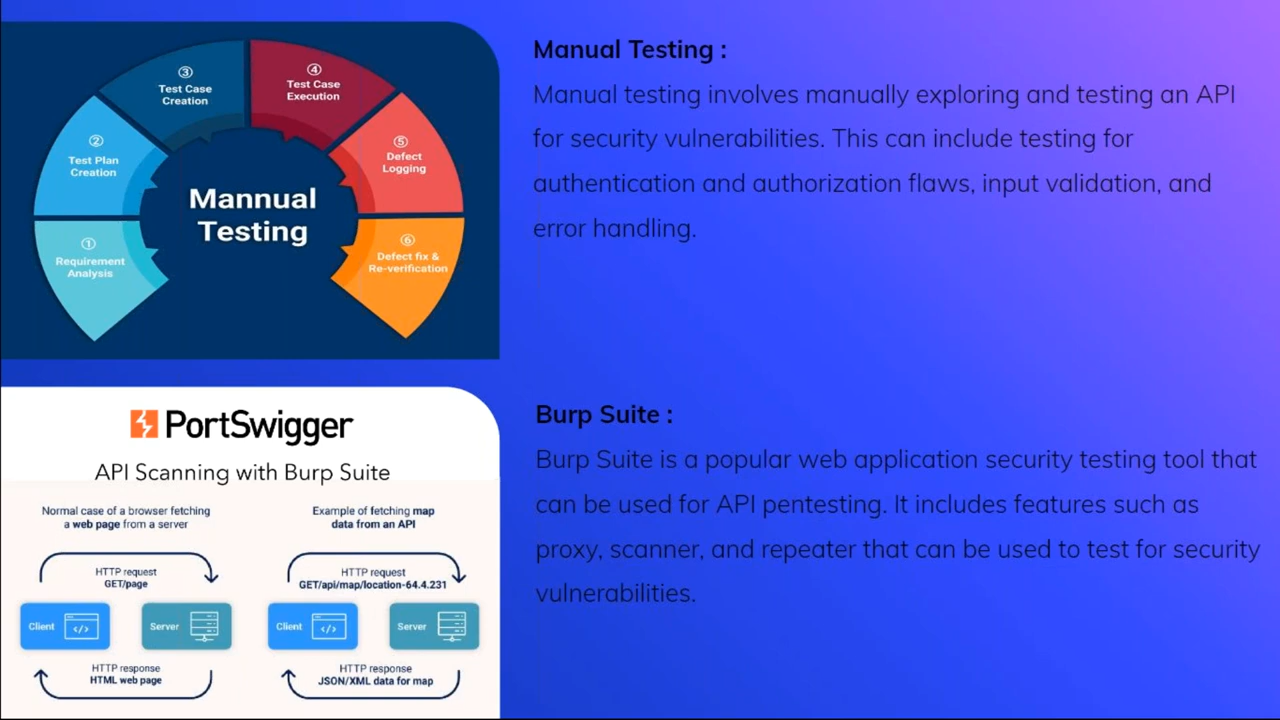 ③
Test Case
Creation
④
Test Case
Execution
②
Test Plan
Creation
⑤
Defect
Logging
Mannual
Testing
①
Requirement
Analysis
⑥
Defect fix &
Re-verification
Manual Testing :
Manual testing involves manually exploring and testing an API
for security vulnerabilities. This can include testing for
authentication and authorization flaws, input validation, and
error handling.
PortSwigger
API Scanning with Burp Suite
Normal case of a browser fetching
a web page from a server
HTTP request
GET/page
Client
</>
Server
HTTP response
HTML web page
Example of fetching map
data from an API
HTTP request
GET/api/map/location-64.4.231
Client
</>
Server
HTTP response
JSON/XML data for map
Burp Suite :
Burp Suite is a popular web application security testing tool that
can be used for API pentesting. It includes features such as
proxy, scanner, and repeater that can be used to test for security
vulnerabilities.